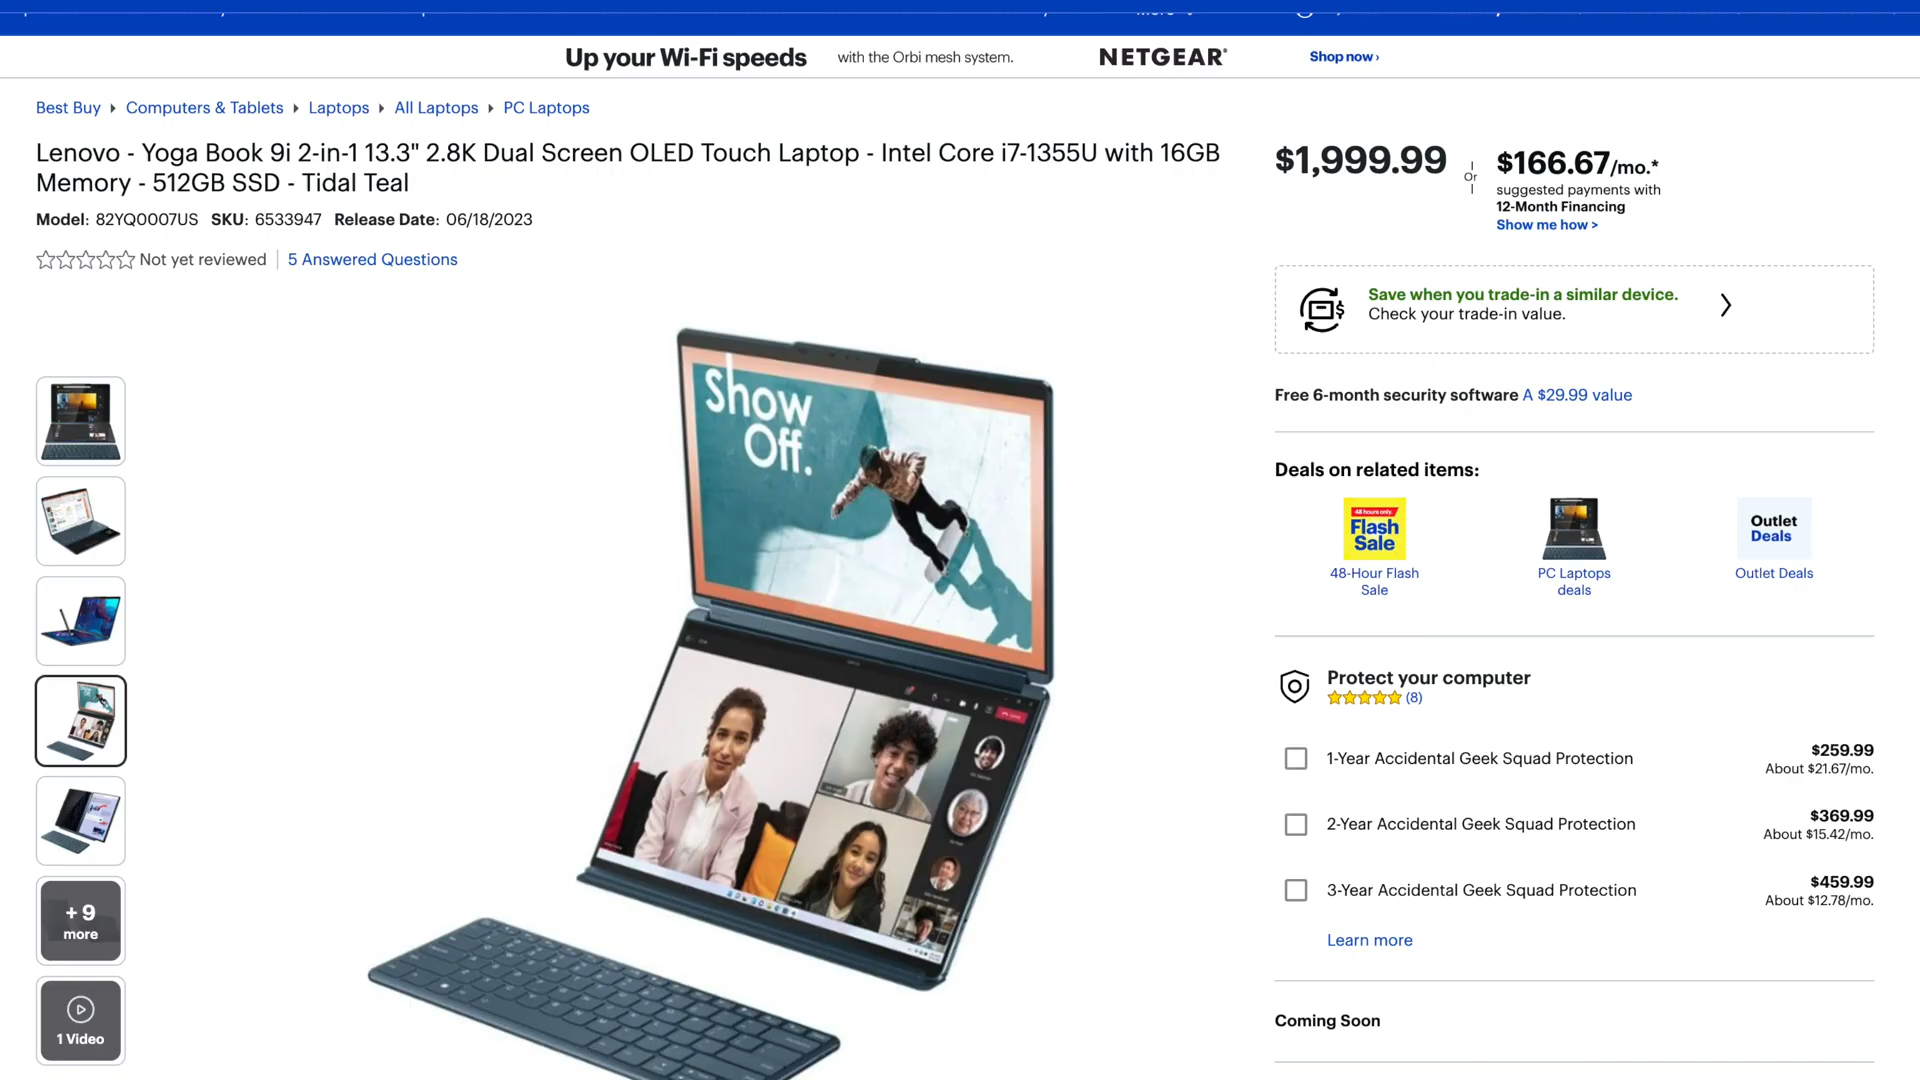 Up your Wi-Fi speeds with the Orbi mesh system. NETGEAR® Shop now ›
Best Buy Computers & Tablets Laptops All Laptops PC Laptops
Lenovo - Yoga Book 9i 2-in-1 13.3" 2.8K Dual Screen OLED Touch Laptop - Intel Core i7-1355U with 16GB
Memory - 512GB SSD - Tidal Teal
Model: 82YQ0007US SKU: 6533947 Release Date: 06/18/2023
Not yet reviewed 5 Answered Questions
Show
Off.
+ 9
more
1 Video
$1,999.99
Or
$166.67/mo.*
suggested payments with
12-Month Financing
Show me how >
Save when you trade-in a similar device.
Check your trade-in value.
Free 6-month security software A $29.99 value
Deals on related items:
48 hours only.
Flash
Sale
48-Hour Flash
Sale
PC Laptops
deals
Outlet
Deals
Outlet Deals
Protect your computer
(8)
1-Year Accidental Geek Squad Protection
$259.99
About $21.67/mo.
2-Year Accidental Geek Squad Protection
$369.99
About $15.42/mo.
3-Year Accidental Geek Squad Protection
$459.99
About $12.78/mo.
Learn more
Coming Soon